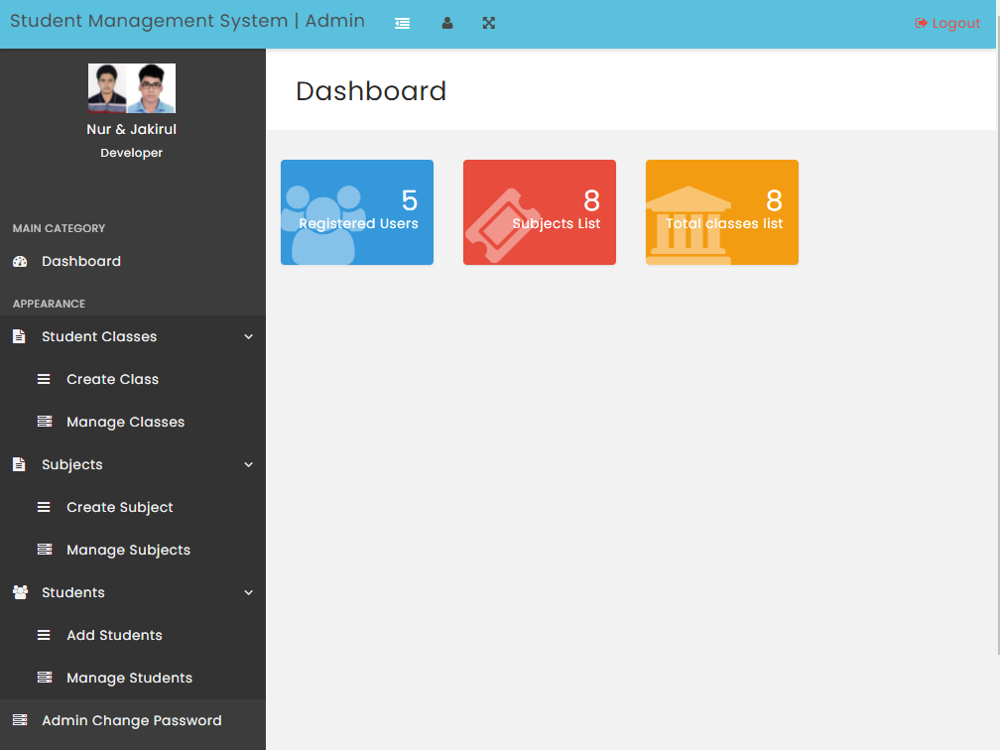 Student Management System | Admin
Logout
Nur & Jakirul
Developer
MAIN CATEGORY
Dashboard
APPEARANCE
Student Classes
Create Class
Manage Classes
Subjects
Create Subject
Manage Subjects
Students
Add Students
Manage Students
Admin Change Password
Dashboard
5
Registered Users
8
Subjects List
8
Total classes list